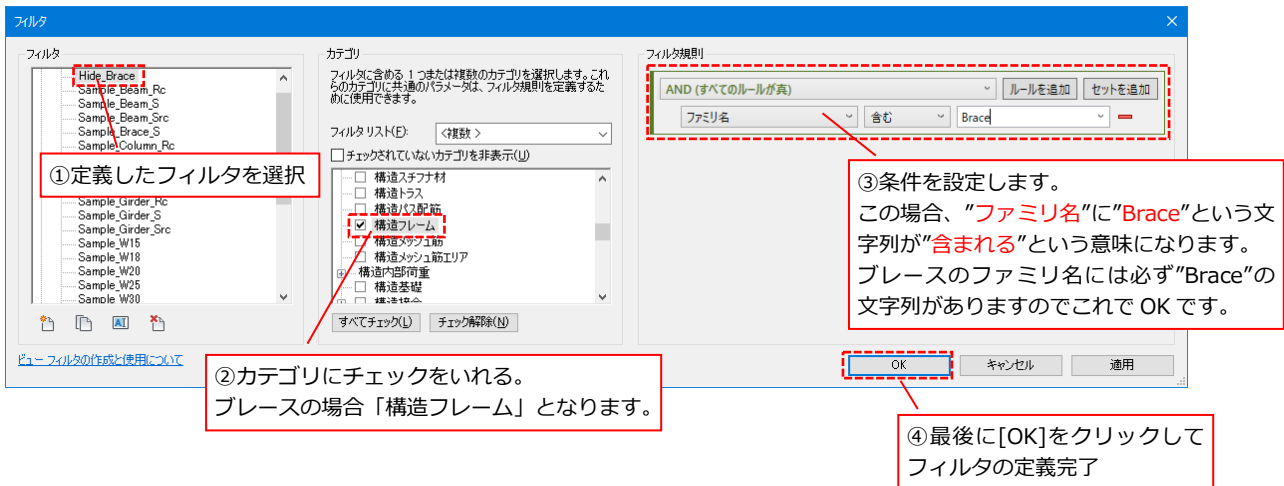 フィルタ
フィルタ
Hide_Brace
Sample_Beam_Rc
Sample_Beam_S
Sample_Beam_Src
Sample_Brace_S
Sample_Column_Rc
①定義したフィルタを選択
Sample_Girder_Rc
Sample_Girder_S
Sample_Girder_Src
Sample_W15
Sample_W18
Sample_W20
Sample_W25
Sample_W30
ビュー フィルタの作成と使用について
カテゴリ
フィルタに含める 1 つまたは複数のカテゴリを選択します。これ
らのカテゴリに共通のパラメータは、フィルタ規則を定義するた
めに使用できます。
フィルタ リスト(F): <複数>
チェックされていないカテゴリを非表示(U)
構造スチフナ材
構造トラス
構造パス配筋
構造フレーム
構造メッシュ筋
構造メッシュ筋エリア
構造内部荷重
構造基礎
構造接合
すべてチェック(L) チェック解除(N)
②カテゴリにチェックをいれる。
ブレースの場合「構造フレーム」となります。
フィルタ規則
AND (すべてのルールが真) ルールを追加 セットを追加
ファミリ名 含む Brace
③条件を設定します。
この場合、”ファミリ名”に”Brace”という文
字列が”含まれる”という意味になります。
ブレースのファミリ名には必ず”Brace”の
文字列がありますのでこれで OK です。
OK キャンセル 適用
④最後に[OK]をクリックして
フィルタの定義完了